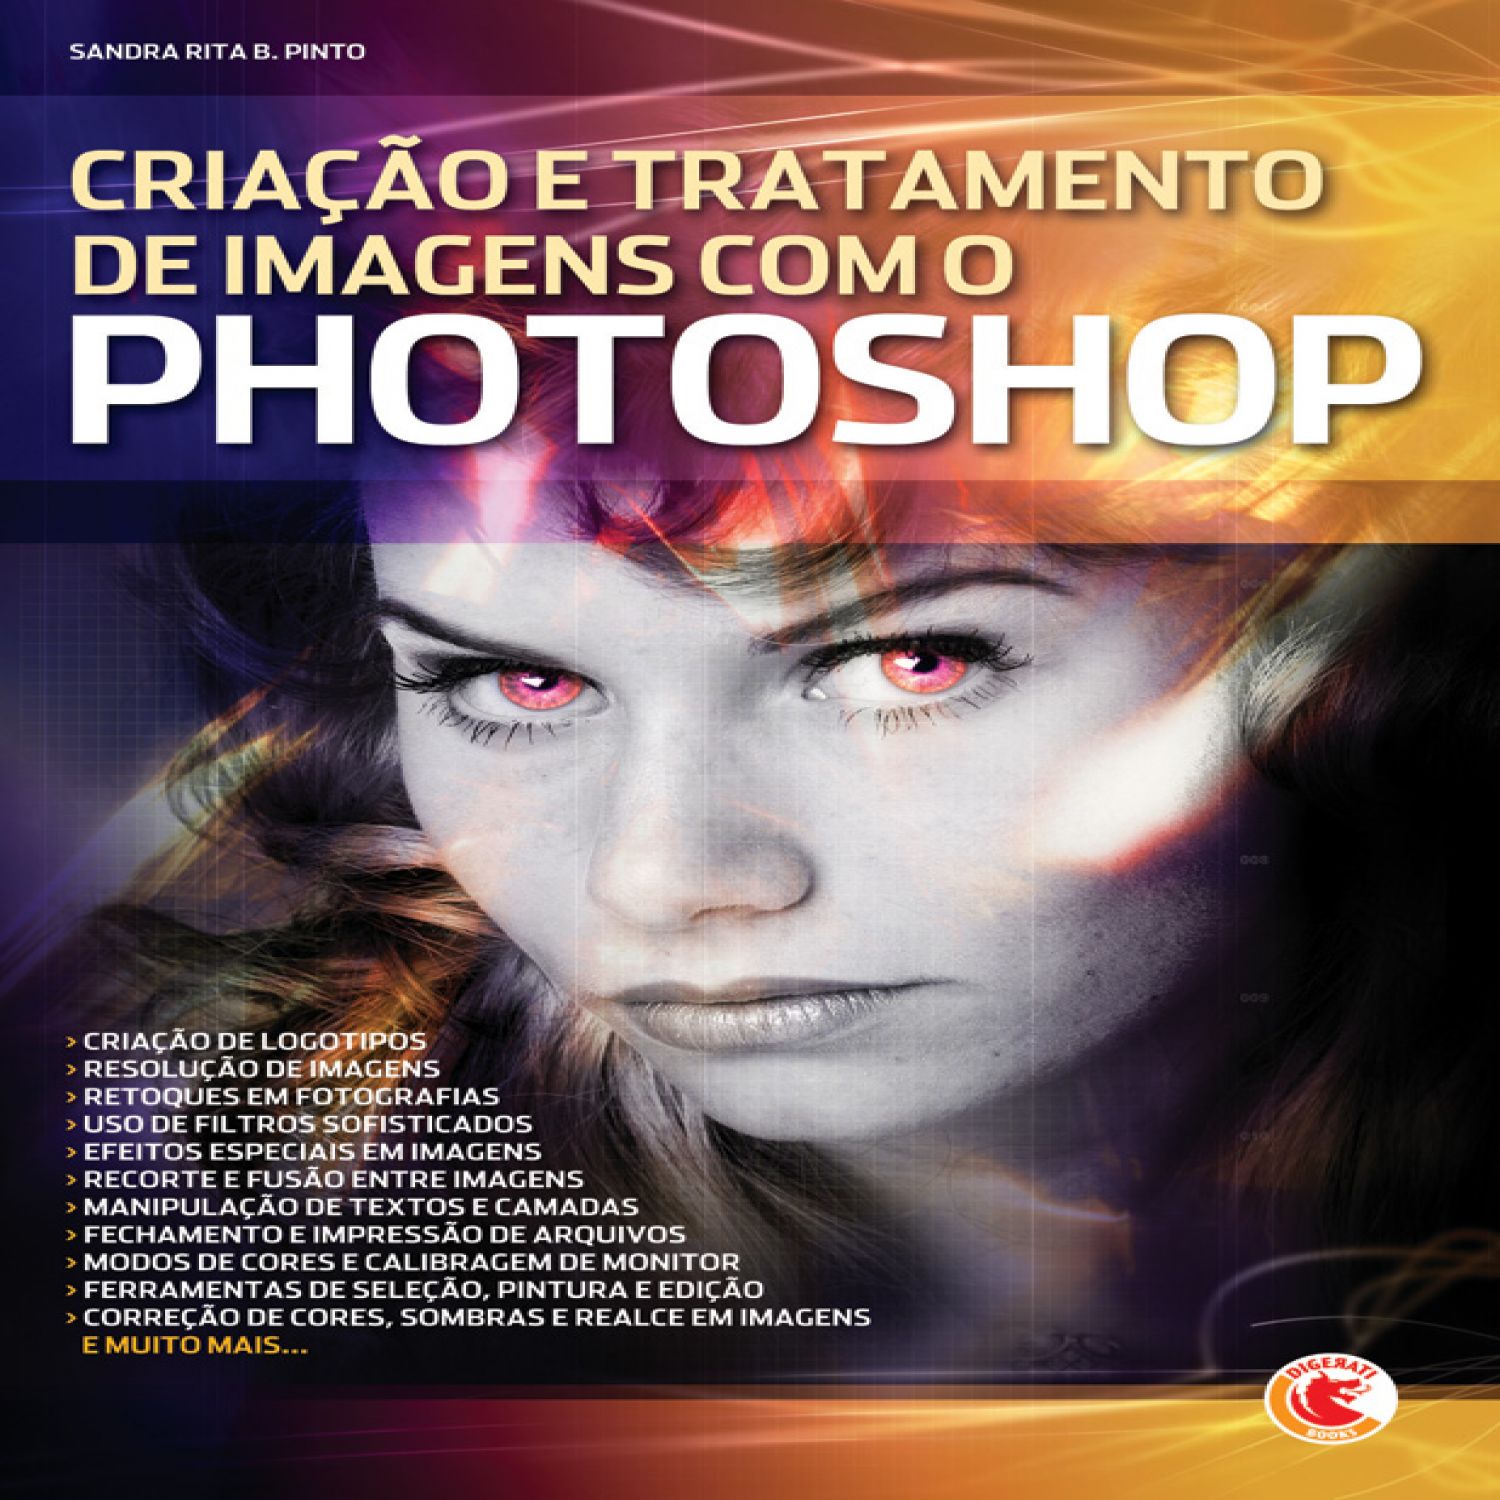 SANDRA RITA B. PINTO
CRIAÇÃO E TRATAMENTO
DE IMAGENS COM O
PHOTOSHOP
> CRIAÇÃO DE LOGOTIPOS
> RESOLUÇÃO DE IMAGENS
> RETOQUES EM FOTOGRAFIAS
> USO DE FILTROS SOFISTICADOS
> EFEITOS ESPECIAIS EM IMAGENS
> RECORTE E FUSÃO ENTRE IMAGENS
> MANIPULAÇÃO DE TEXTOS E CAMADAS
> FECHAMENTO E IMPRESSÃO DE ARQUIVOS
> MODOS DE CORES E CALIBRAGEM DE MONITOR
> FERRAMENTAS DE SELEÇÃO, PINTURA E EDIÇÃO
> CORREÇÃO DE CORES, SOMBRAS E REALCE EM IMAGENS
E MUITO MAIS...
DIGERATI
BOOKS